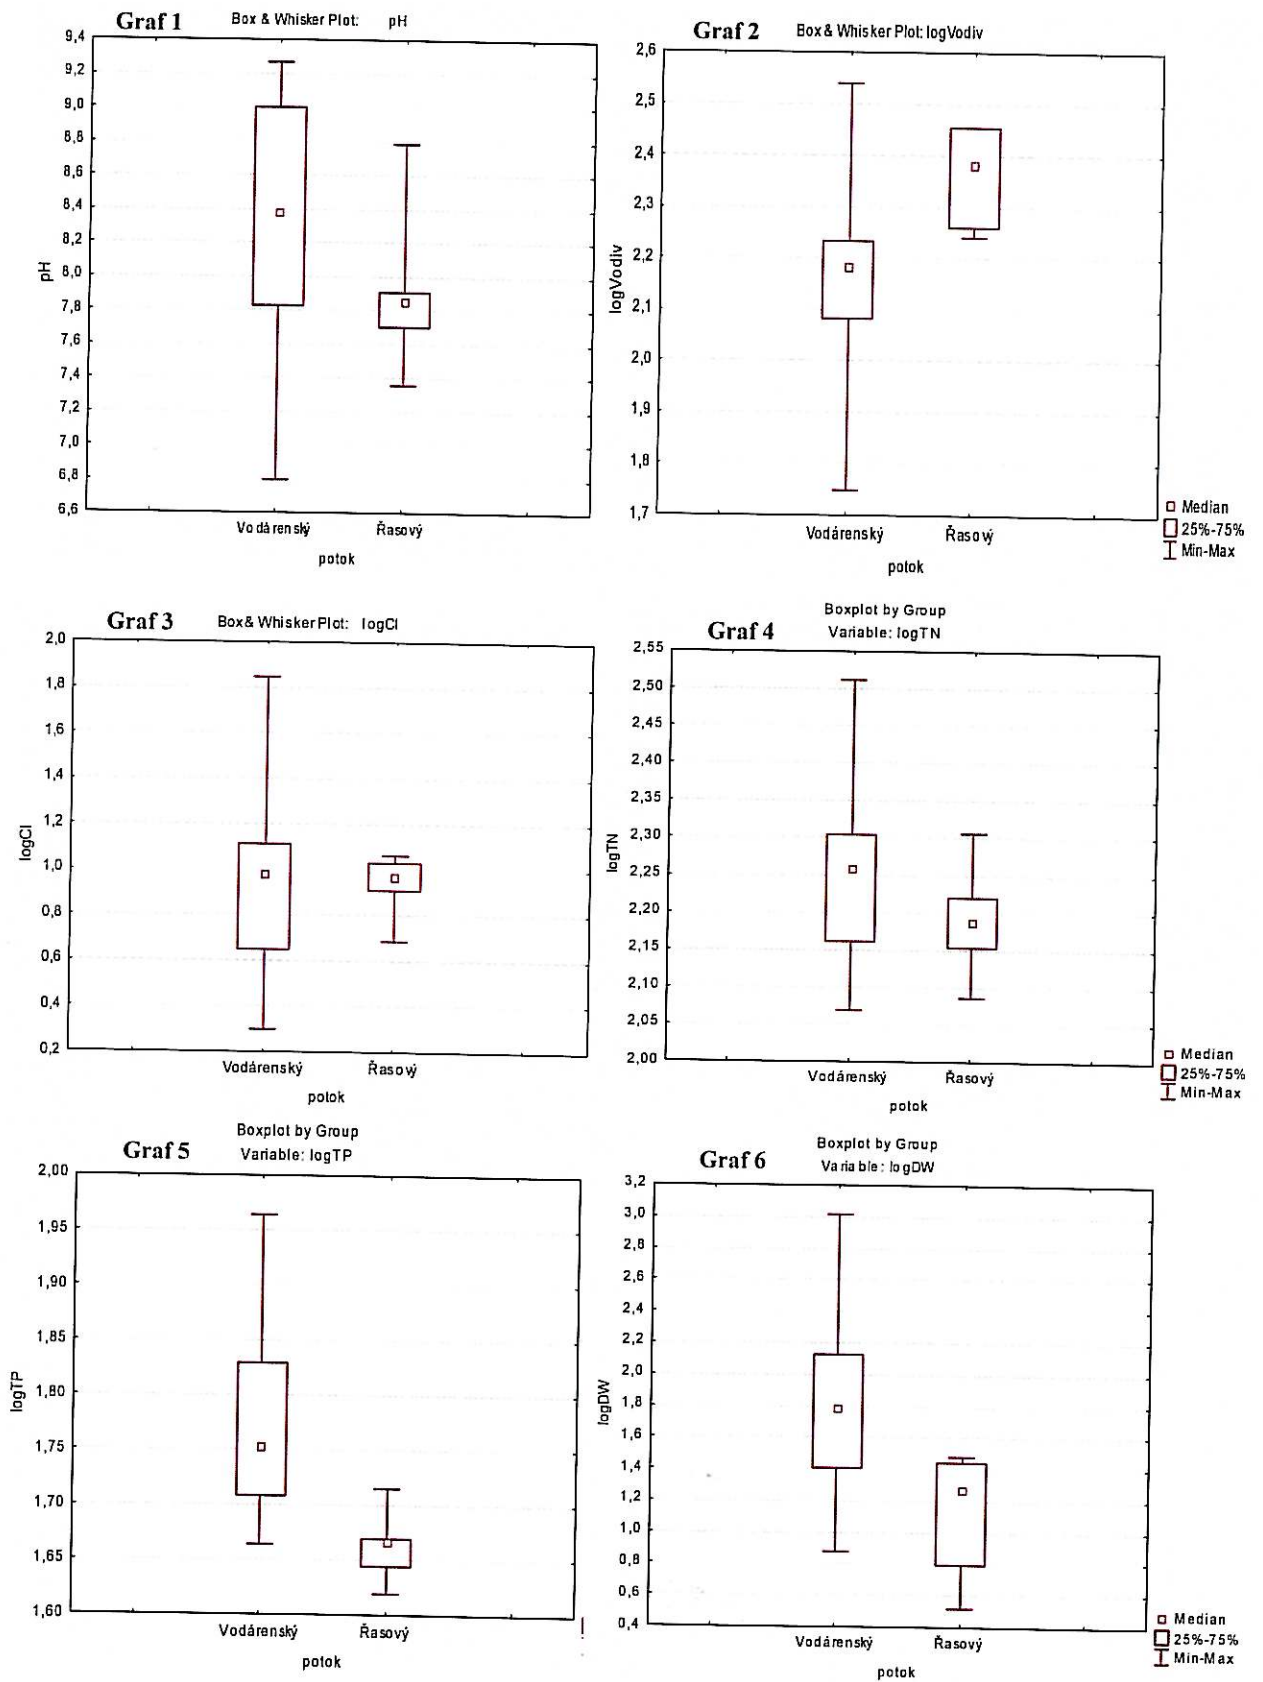 Graf 1 Box & Whisker Plot: pH
9,4
9,2
9,0
8,8
8,6
8,4
8,2
8,0
7,8
7,6
7,4
7,2
7,0
6,8
6,6
pH
Vodárenský Řasový
potok
Graf 2 Box & Whisker Plot: logVodiv
2,6
2,5
2,4
2,3
2,2
2,1
2,0
1,9
1,8
1,7
logVodiv
Vodárenský Řasový
potok
Median
25%-75%
Min-Max
Graf 3 Box & Whisker Plot: logCl
2,0
1,8
1,6
1,4
1,2
1,0
0,8
0,6
0,4
0,2
logCl
Vodárenský Řasový
potok
Boxplot by Group
Graf 4 Variable: logTN
2,55
2,50
2,45
2,40
2,35
2,30
2,25
2,20
2,15
2,10
2,05
2,00
logTN
Vodárenský Řasový
potok
Median
25%-75%
Min-Max
Boxplot by Group
Graf 5 Variable: logTP
2,00
1,95
1,90
1,85
1,80
1,75
1,70
1,65
1,60
logTP
Vodárenský Řasový
potok
Boxplot by Group
Graf 6 Variable: logDW
3,2
3,0
2,8
2,6
2,4
2,2
2,0
1,8
1,6
1,4
1,2
1,0
0,8
0,6
0,4
logDW
Vodárenský Řasový
potok
Median
25%-75%
Min-Max